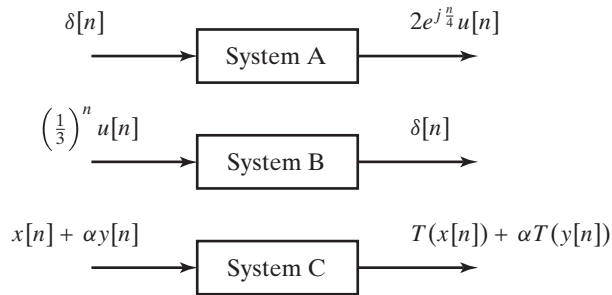 δ[n] 2e^{j n/4} u[n]
System A
(1/3)^n u[n] δ[n]
System B
x[n] + αy[n] T(x[n]) + αT(y[n])
System C